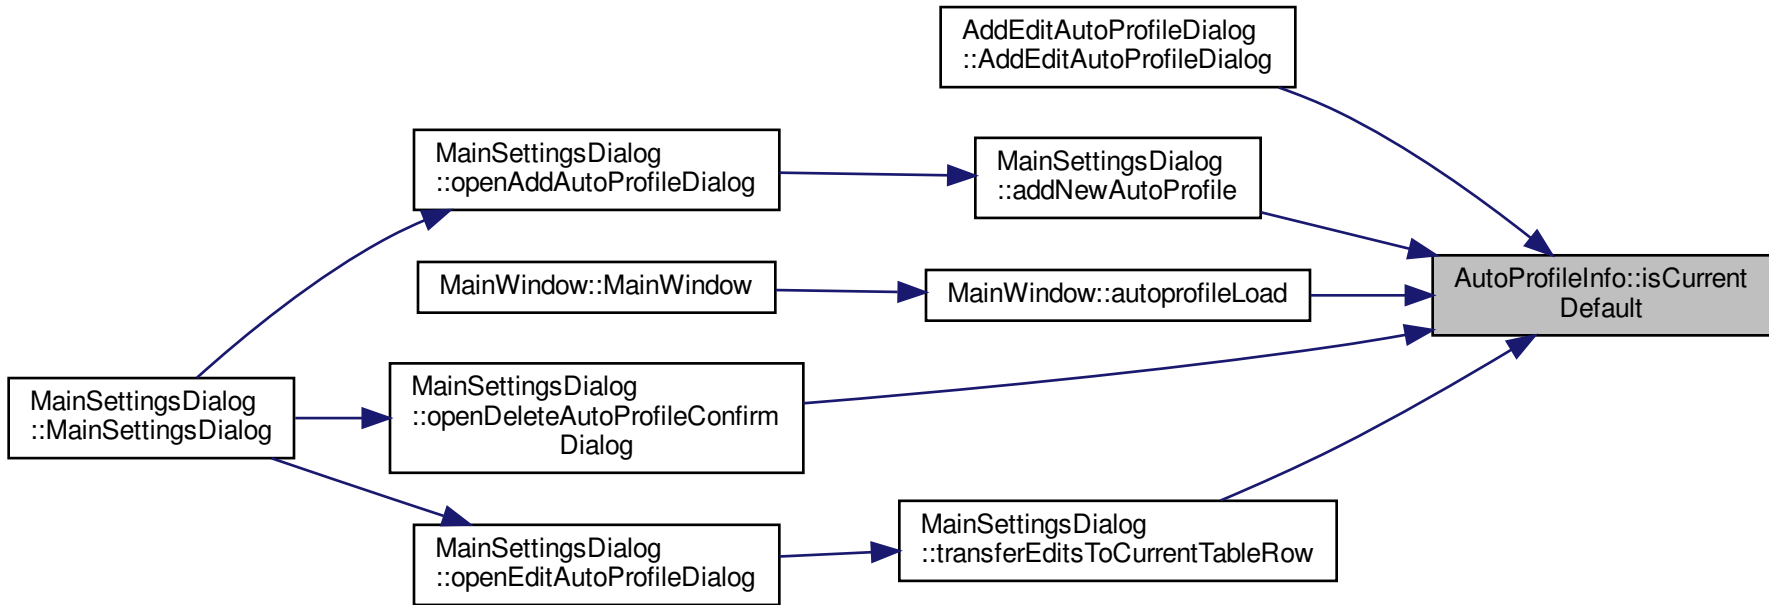 AddEditAutoProfileDialog
::AddEditAutoProfileDialog
MainSettingsDialog
::openAddAutoProfileDialog
MainSettingsDialog
::addNewAutoProfile
MainWindow::MainWindow
MainWindow::autoprofileLoad
AutoProfileInfo::isCurrent
Default
MainSettingsDialog
::MainSettingsDialog
MainSettingsDialog
::openDeleteAutoProfileConfirm
Dialog
MainSettingsDialog
::openEditAutoProfileDialog
MainSettingsDialog
::transferEditsToCurrentTableRow